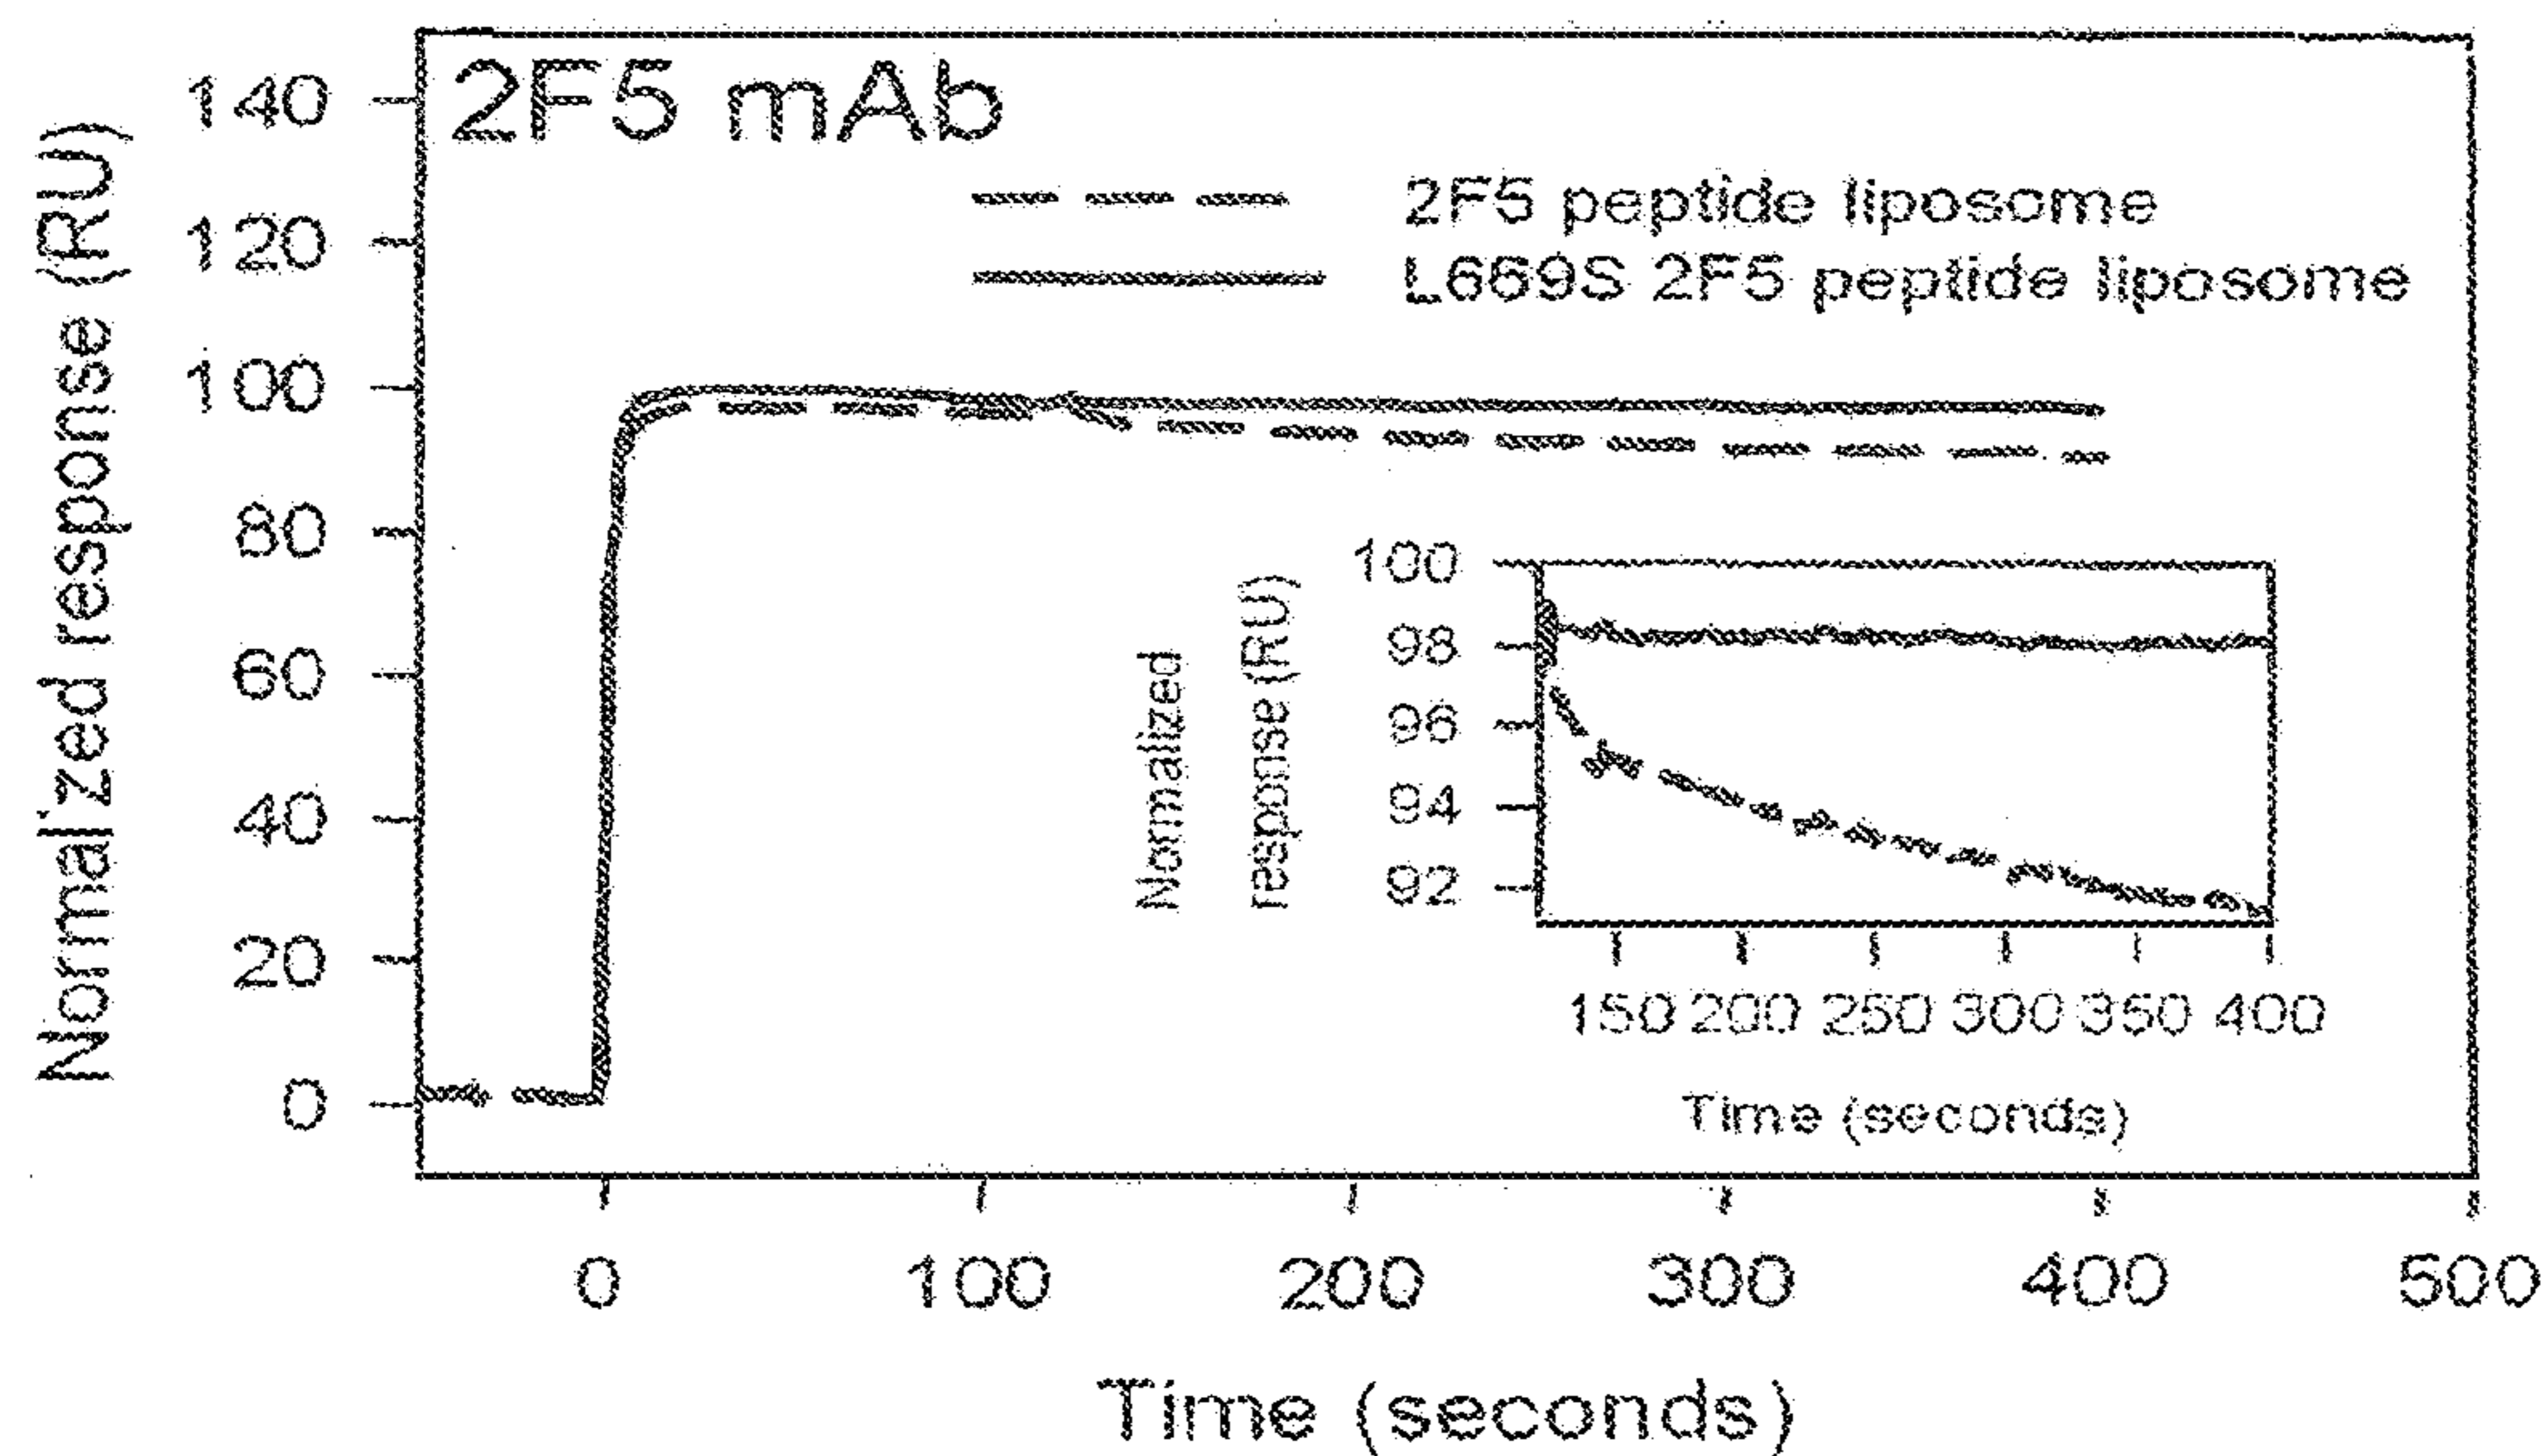 2F5 mAb
2F5 peptide liposome
L669S 2F5 peptide liposome
Normalized response (RU)
140
120
100
80
60
40
20
0
Normalized
response (RU)
100
98
96
94
92
150 200 250 300 350 400
Time (seconds)
0 100 200 300 400 500
Time (seconds)